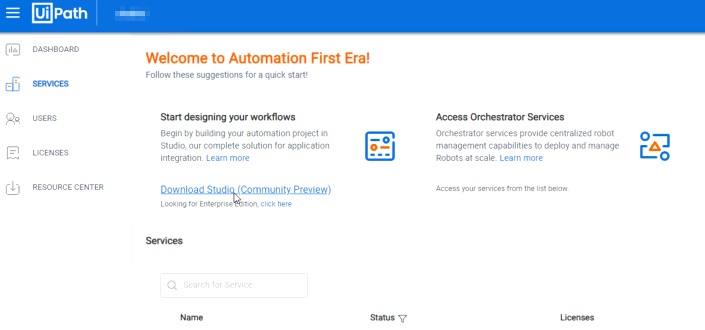 UiPath
DASHBOARD
SERVICES
USERS
LICENSES
RESOURCE CENTER
Welcome to Automation First Era!
Follow these suggestions for a quick start!
Start designing your workflows
Begin by building your automation project in
Studio, our complete solution for application
integration. Learn more
Download Studio (Community Preview)
Looking for Enterprise Edition, click here
Access Orchestrator Services
Orchestrator services provide centralized robot
management capabilities to deploy and manage
Robots at scale. Learn more
Access your services from the list below.
Services
Search for Service
Name Status Licenses